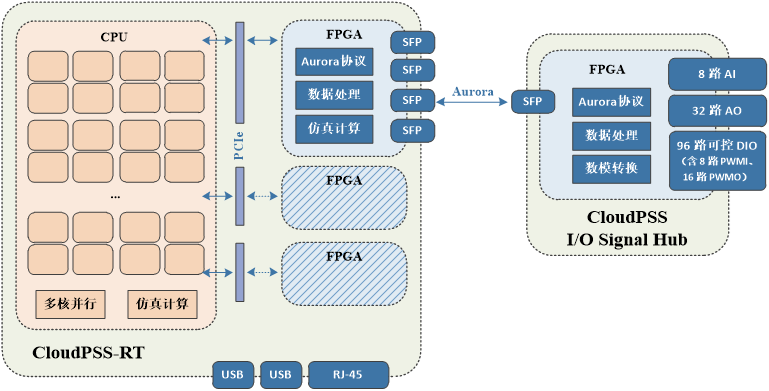 CPU
...
多核并行
仿真计算
CloudPSS-RT
PCIe
FPGA
Aurora协议
数据处理
仿真计算
SFP
SFP
SFP
SFP
FPGA
FPGA
USB
USB
RJ-45
Aurora
SFP
FPGA
Aurora协议
数据处理
数模转换
8 路 AI
32 路 AO
96 路可控 DIO
（含 8 路 PWMI、
16 路 PWMO）
CloudPSS
I/O Signal Hub